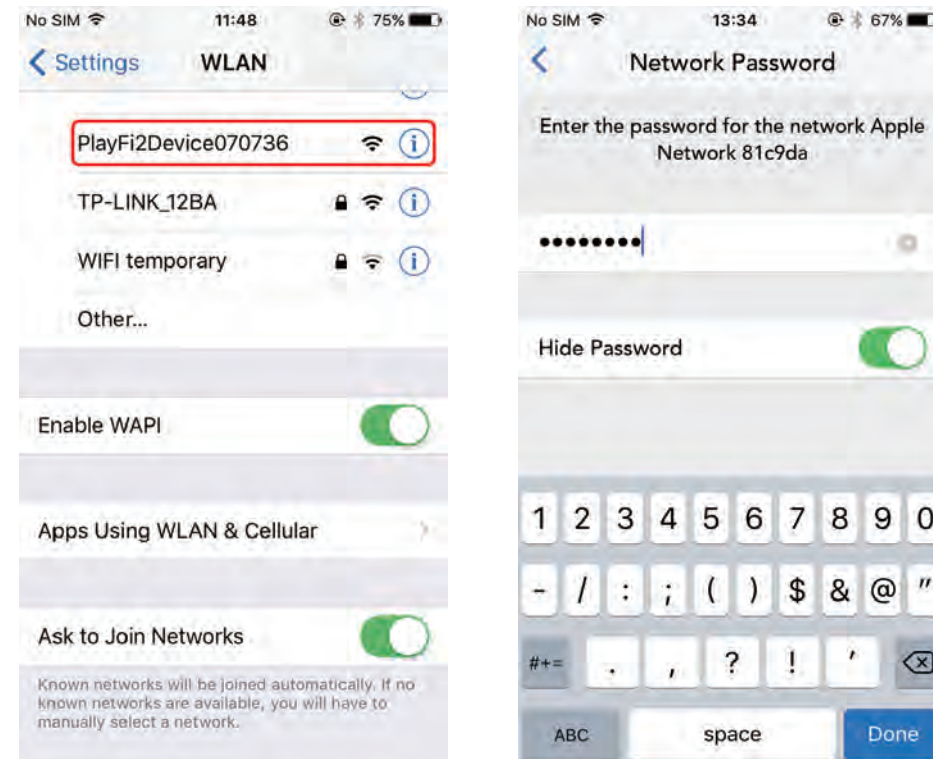 No SIM 11:48 75%
Settings WLAN
PlayFi2Device070736
TP-LINK_12BA
WIFI temporary
Other...
Enable WAPI
Apps Using WLAN & Cellular
Ask to Join Networks
Known networks will be joined automatically. If no
known networks are available, you will have to
manually select a network.
No SIM 13:34 67%
Network Password
Enter the password for the network Apple
Network 81c9da
••••••••
Hide Password
1 2 3 4 5 6 7 8 9 0
- / : ; ( ) $ & @ "
#+= . , ? ! '
ABC space Done